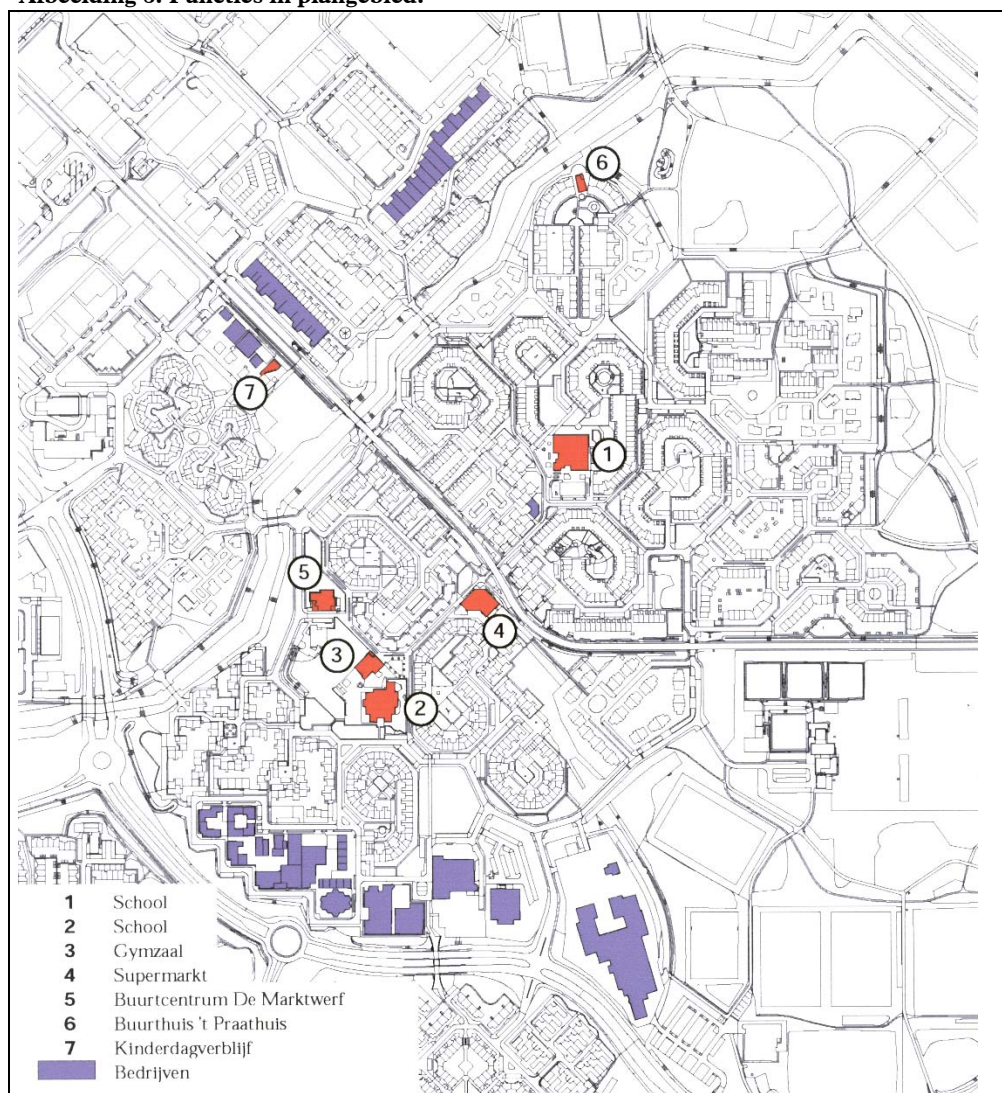 Afbeelding 6. Functies in plangebied.
6
7
1
5
4
3
2
1 School
2 School
3 Gymzaal
4 Supermarkt
5 Buurtcentrum De Marktwerf
6 Buurthuis 't Praathuis
7 Kinderdagverblijf
Bedrijven